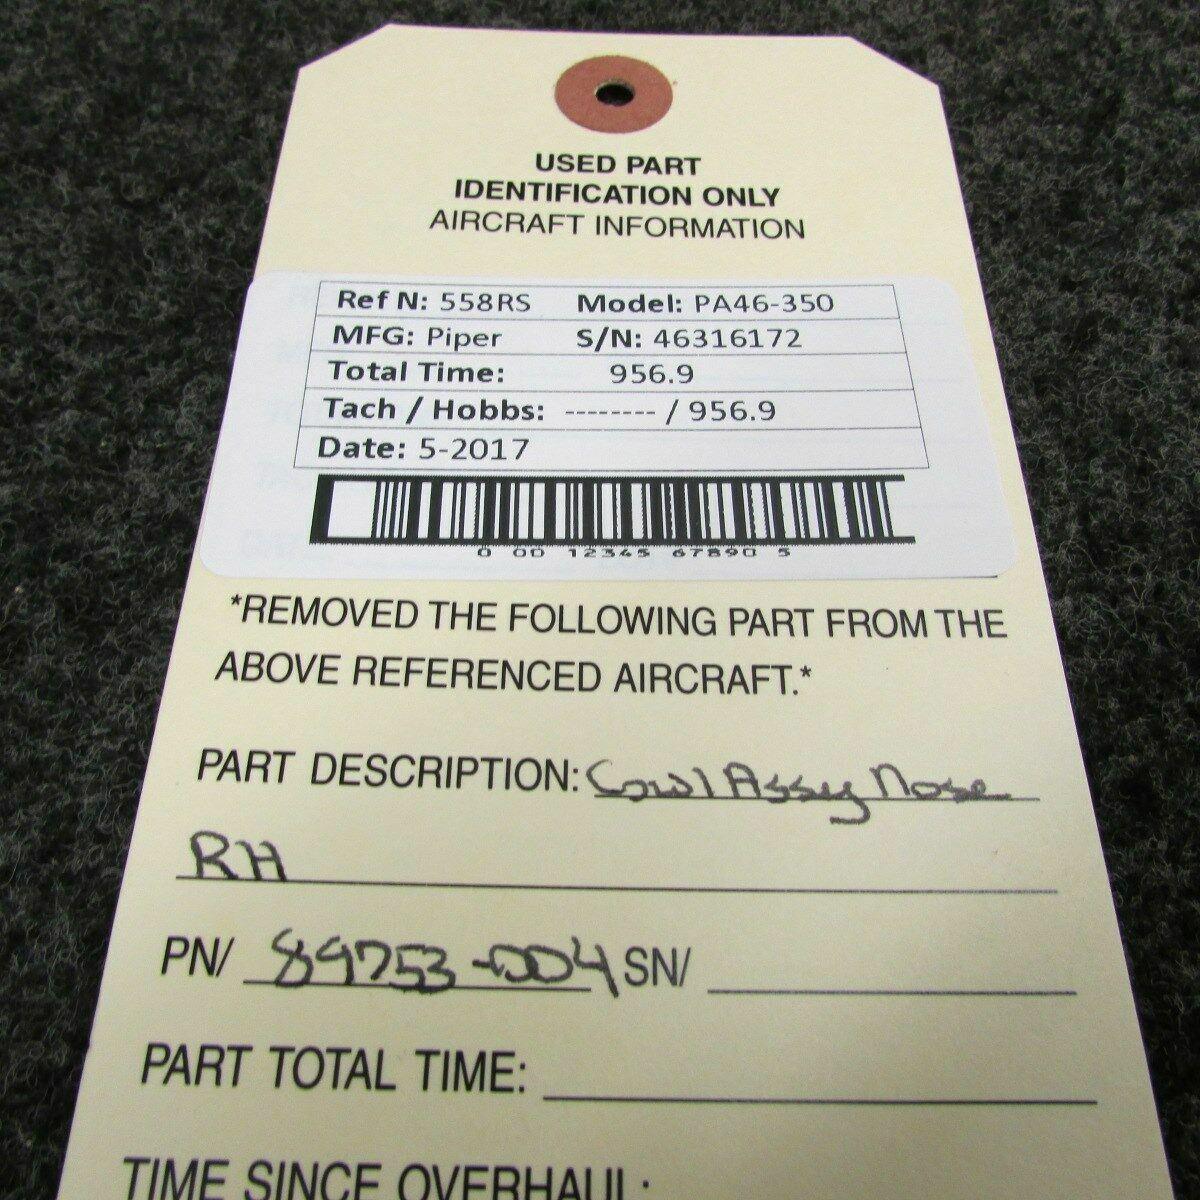 USED PART
IDENTIFICATION ONLY
AIRCRAFT INFORMATION
Ref N: 558RS Model: PA46-350
MFG: Piper S/N: 46316172
Total Time: 956.9
Tach / Hobbs: -------- / 956.9
Date: 5-2017
0 00 12345 67890 5
*REMOVED THE FOLLOWING PART FROM THE
ABOVE REFERENCED AIRCRAFT.*
PART DESCRIPTION: Cowl Assy Nose
RH
PN/ 89753-004 SN/
PART TOTAL TIME:
TIME SINCE OVERHAUL: